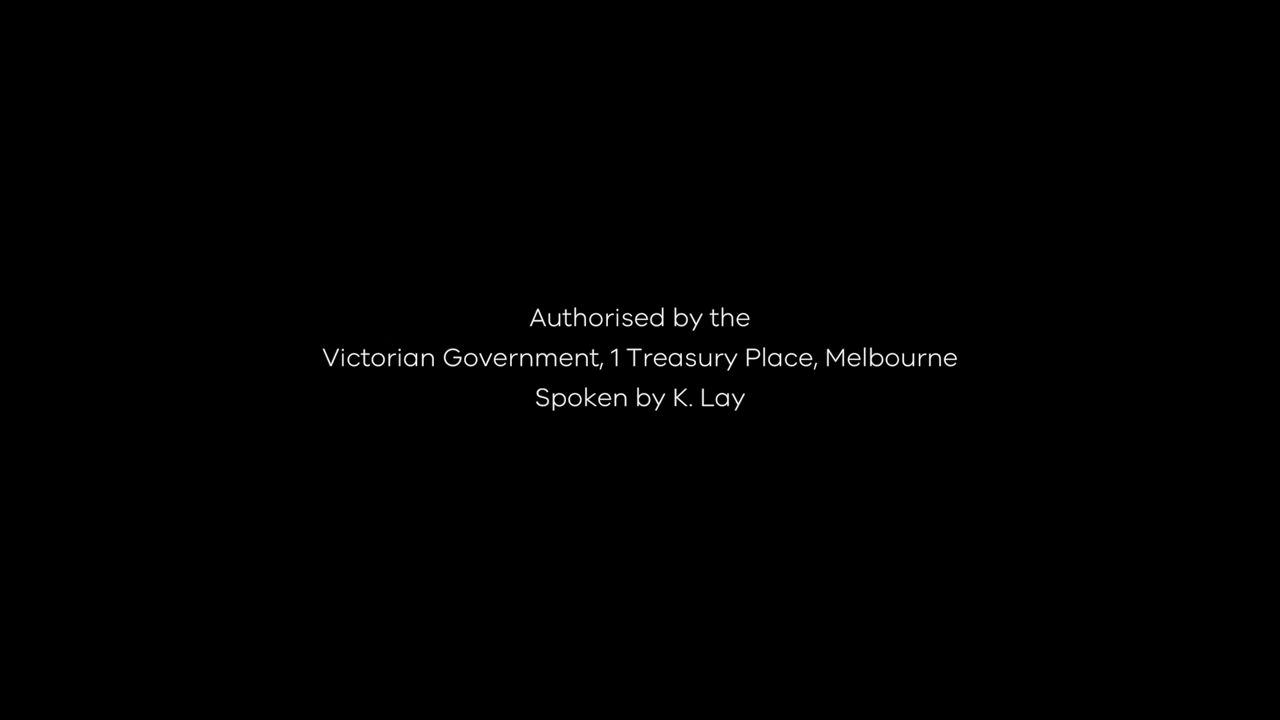 Authorised by the
Victorian Government, 1 Treasury Place, Melbourne
Spoken by K. Lay